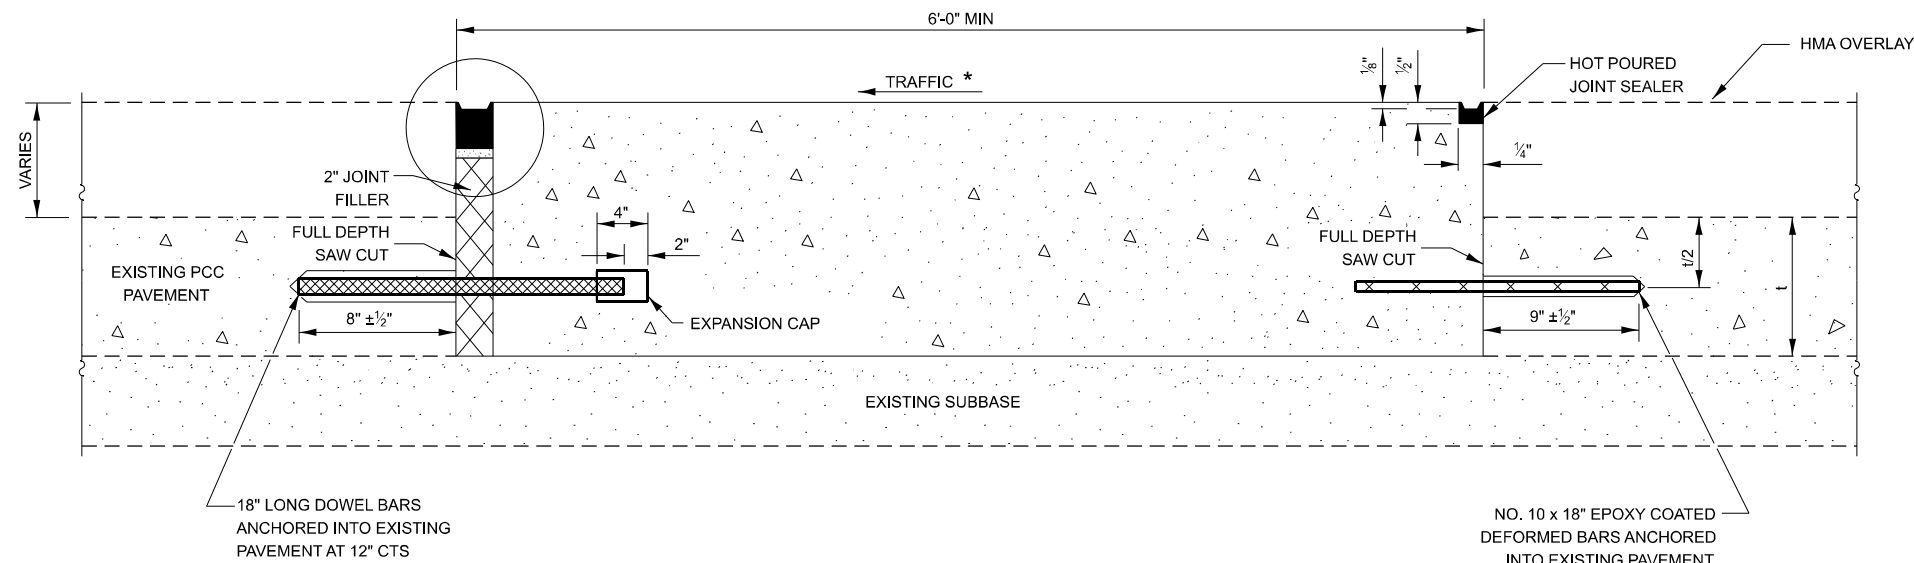 6'-0" MIN
HMA OVERLAY
TRAFFIC *
1/8"
1/2"
HOT POURED
JOINT SEALER
VARIES
2" JOINT
FILLER
1/4"
4"
FULL DEPTH
SAW CUT
2"
FULL DEPTH
SAW CUT
t/2
EXISTING PCC
PAVEMENT
t
8" ±1/2"
EXPANSION CAP
9" ±1/2"
EXISTING SUBBASE
18" LONG DOWEL BARS
ANCHORED INTO EXISTING
PAVEMENT AT 12" CTS
NO. 10 x 18" EPOXY COATED
DEFORMED BARS ANCHORED
INTO EXISTING PAVEMENT